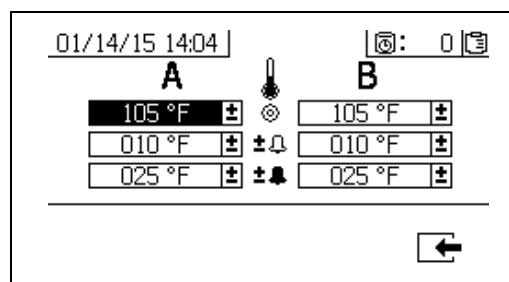 01/14/15 14:04 : 0
A B
105 °F ± 105 °F ±
010 °F ± ± 010 °F ±
025 °F ± ± 025 °F ±